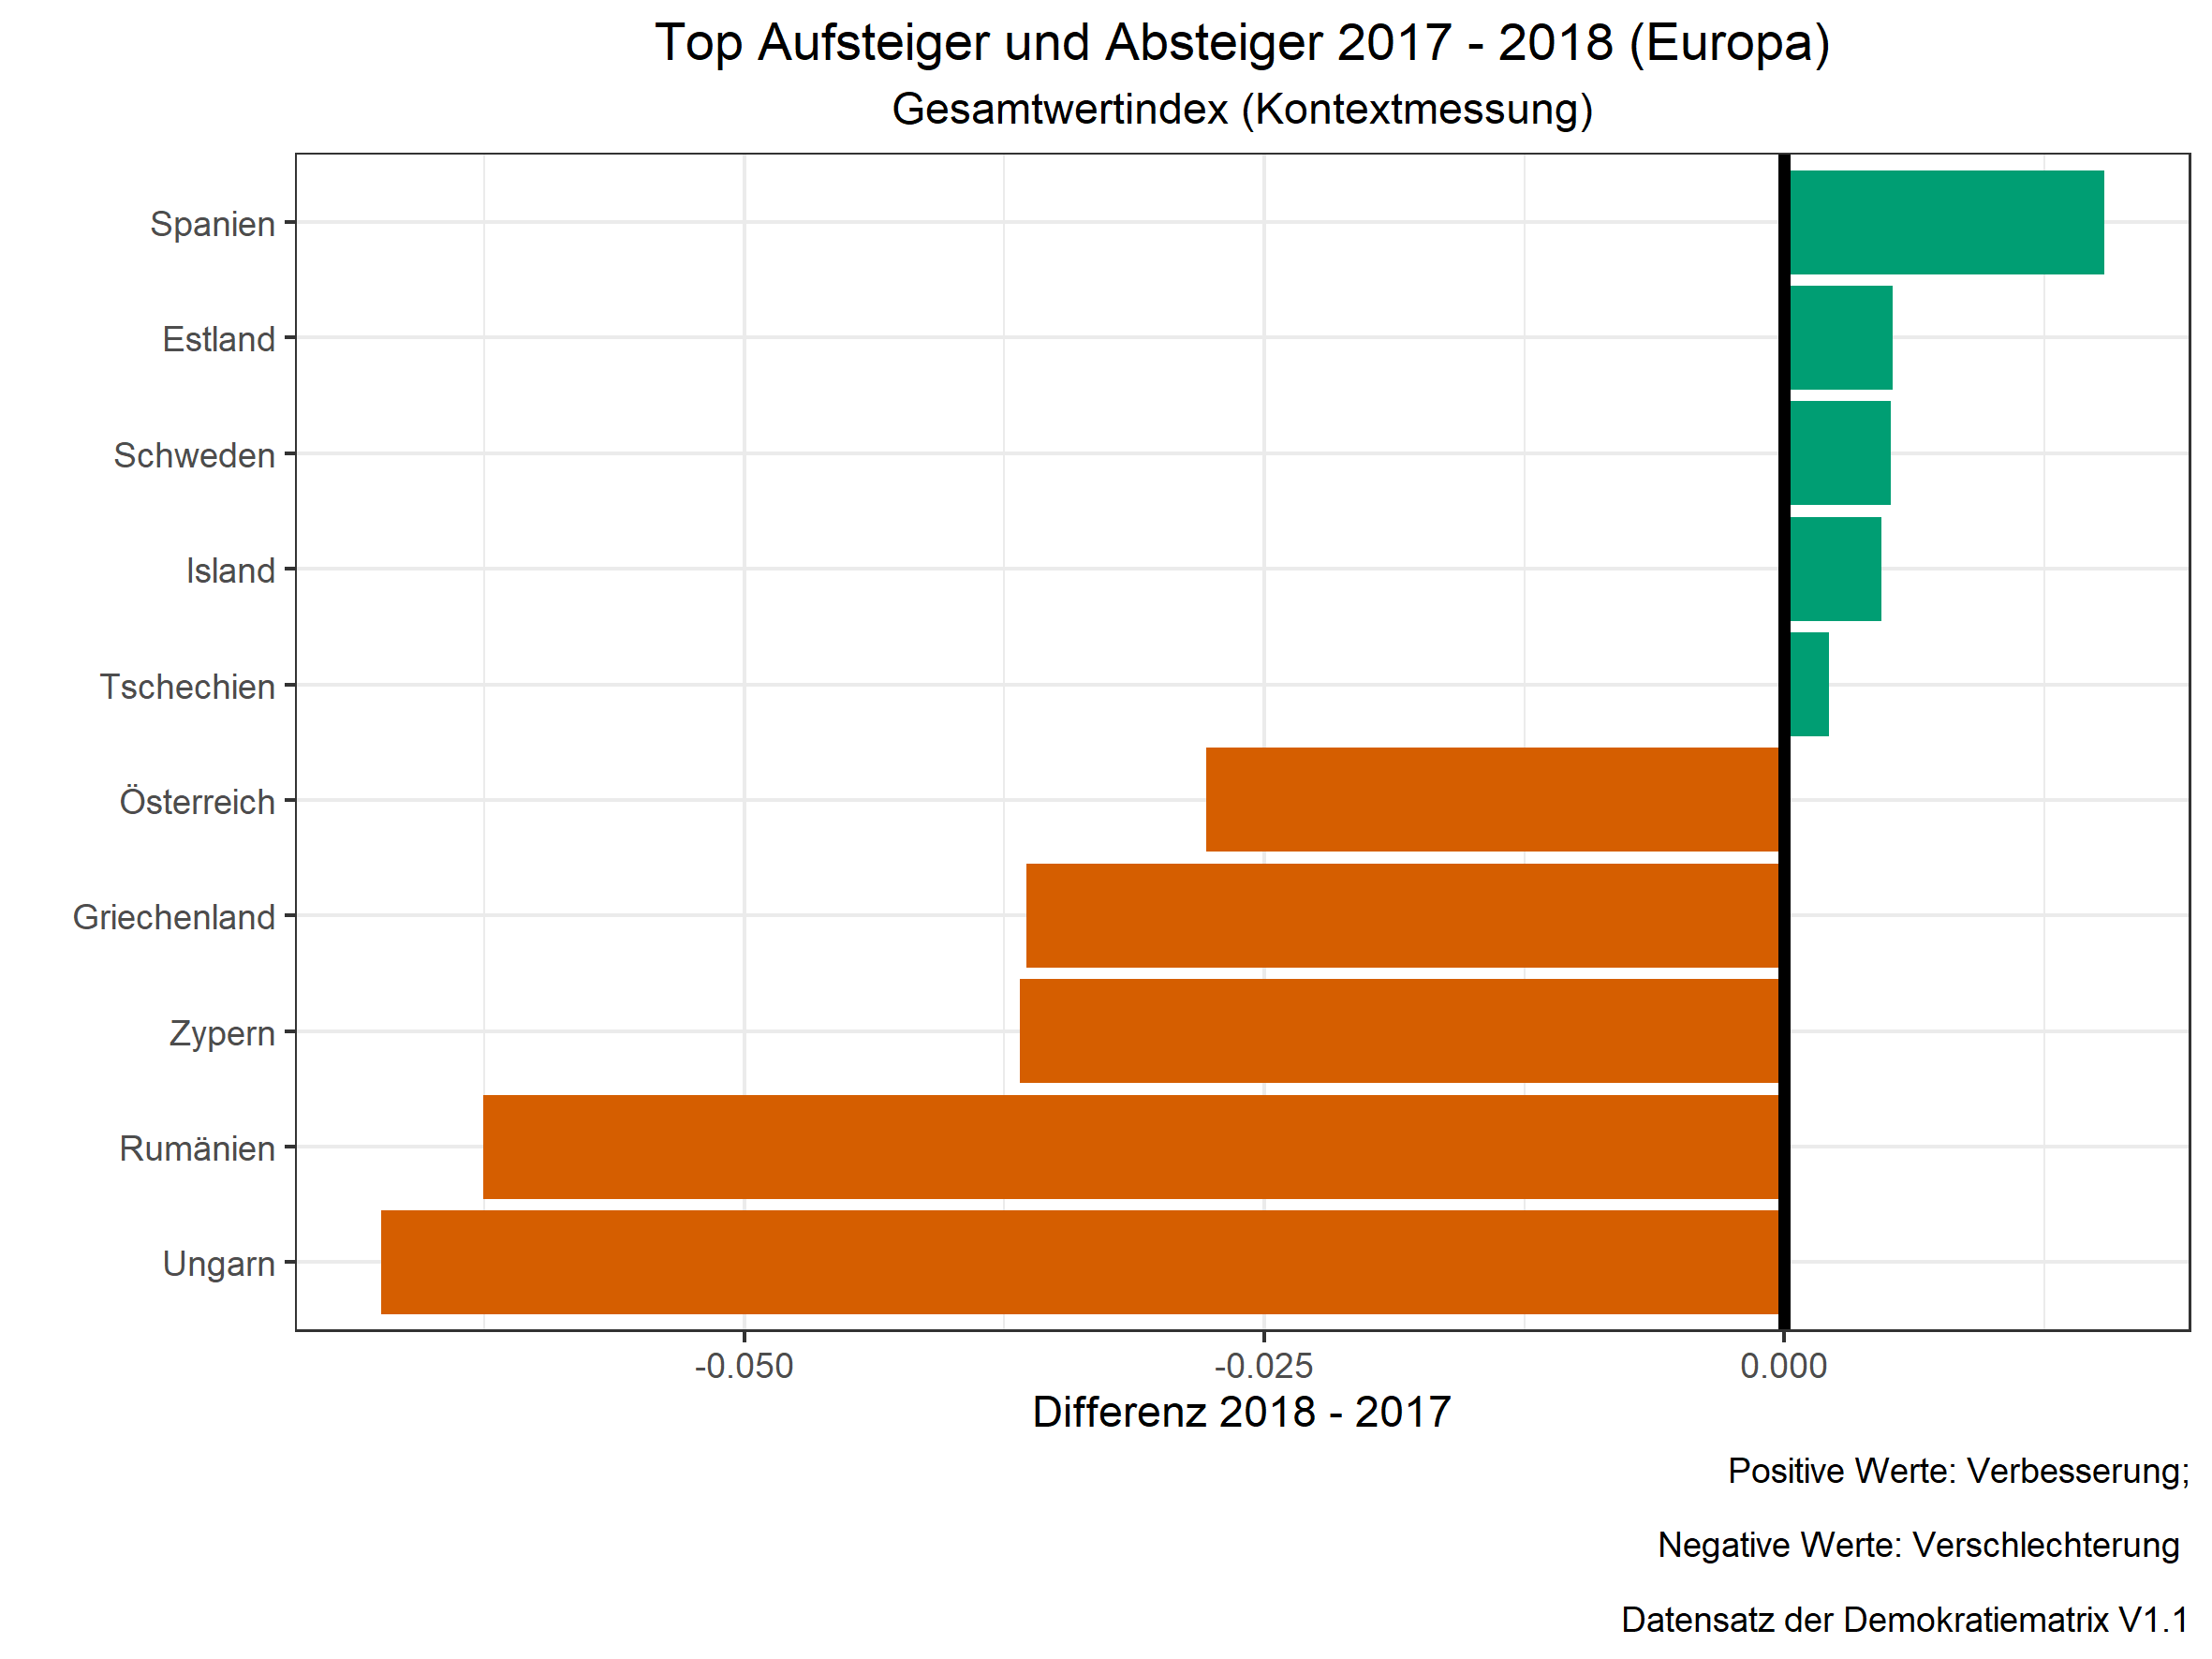 Top Aufsteiger und Absteiger 2017 - 2018 (Europa)
Gesamtwertindex (Kontextmessung)
Spanien
Estland
Schweden
Island
Tschechien
Österreich
Griechenland
Zypern
Rumänien
Ungarn
-0.050 -0.025 0.000
Differenz 2018 - 2017
Positive Werte: Verbesserung;
Negative Werte: Verschlechterung
Datensatz der Demokratiematrix V1.1